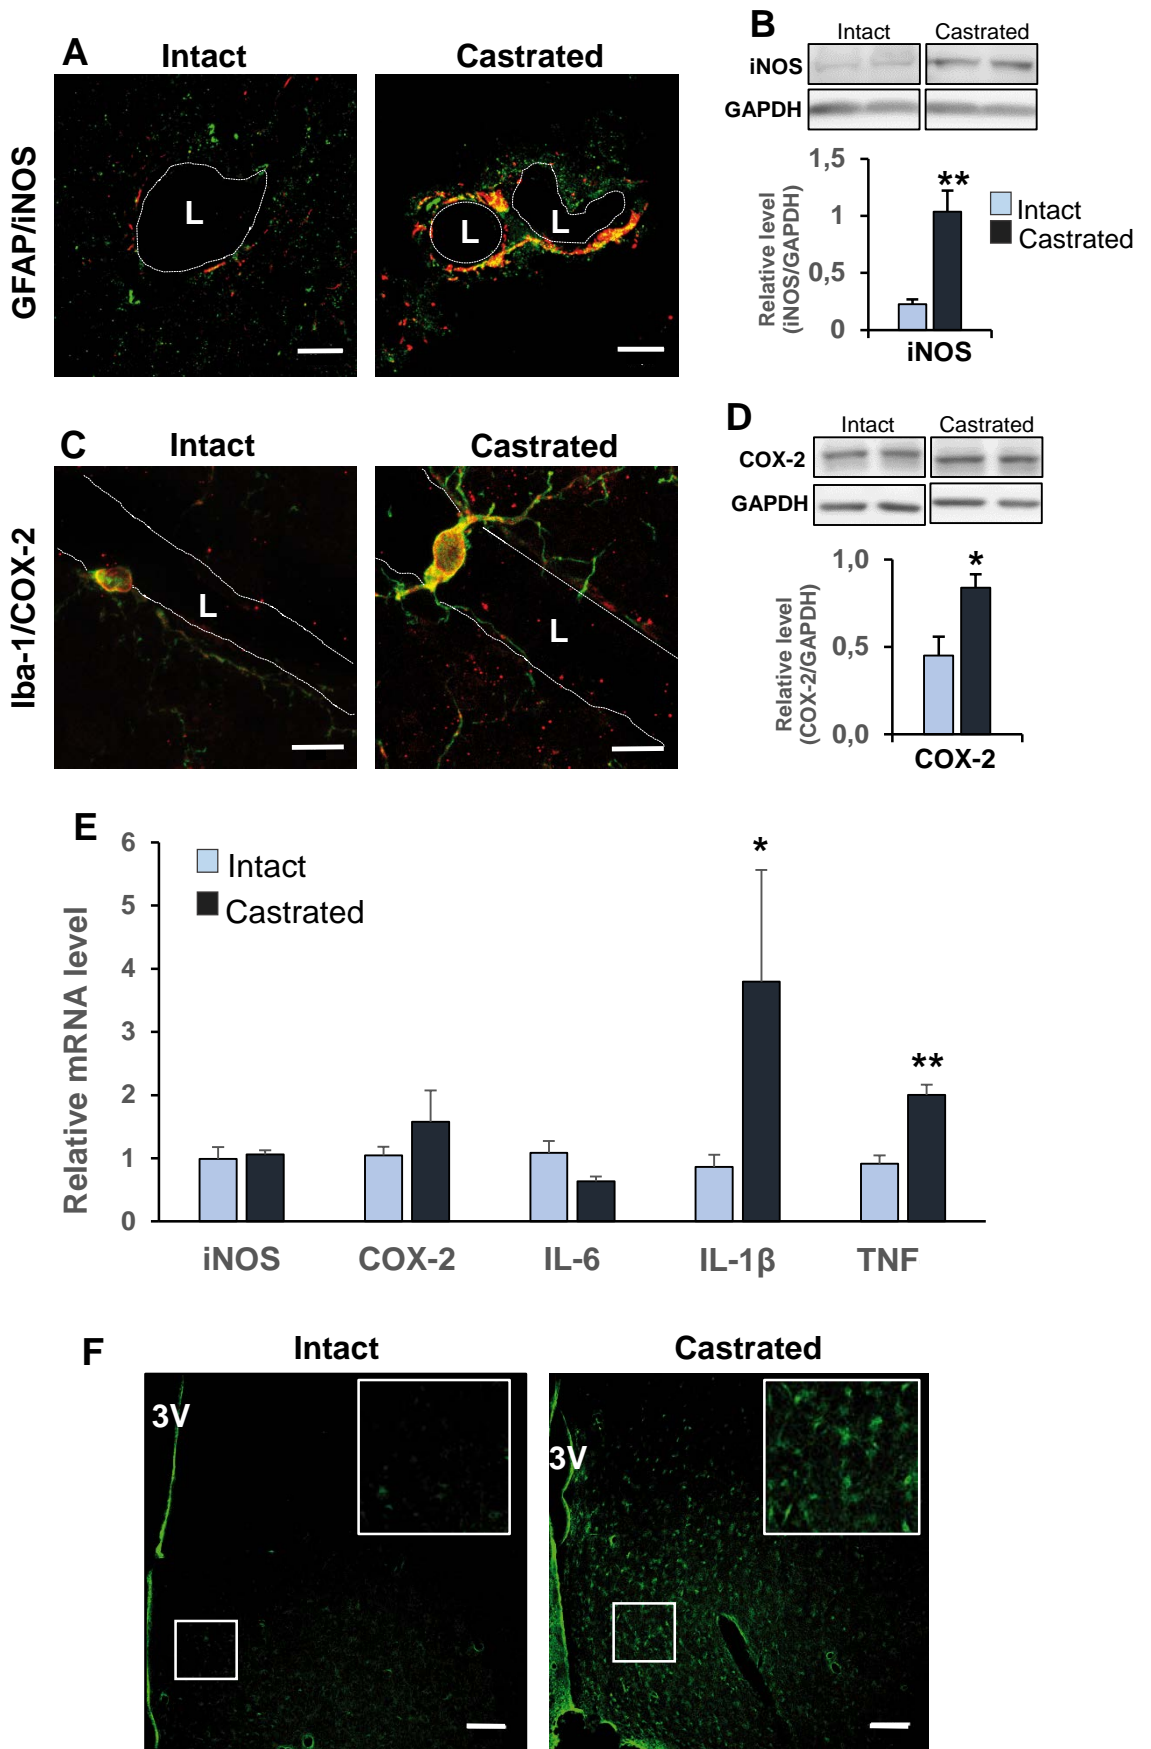 A
Intact
Castrated
GFAP/iNOS
L
L
L
B
Intact
Castrated
iNOS
GAPDH
1,5
1
0,5
0
Relative level
(iNOS/GAPDH)
**
Intact
Castrated
iNOS
C
Intact
Castrated
Iba-1/COX-2
L
L
D
Intact
Castrated
COX-2
GAPDH
1,0
0,5
0,0
Relative level
(COX-2/GAPDH)
*
COX-2
E
6
5
4
3
2
1
0
Relative mRNA level
Intact
Castrated
*
**
iNOS
COX-2
IL-6
IL-1β
TNF
F
Intact
Castrated
3V
3V